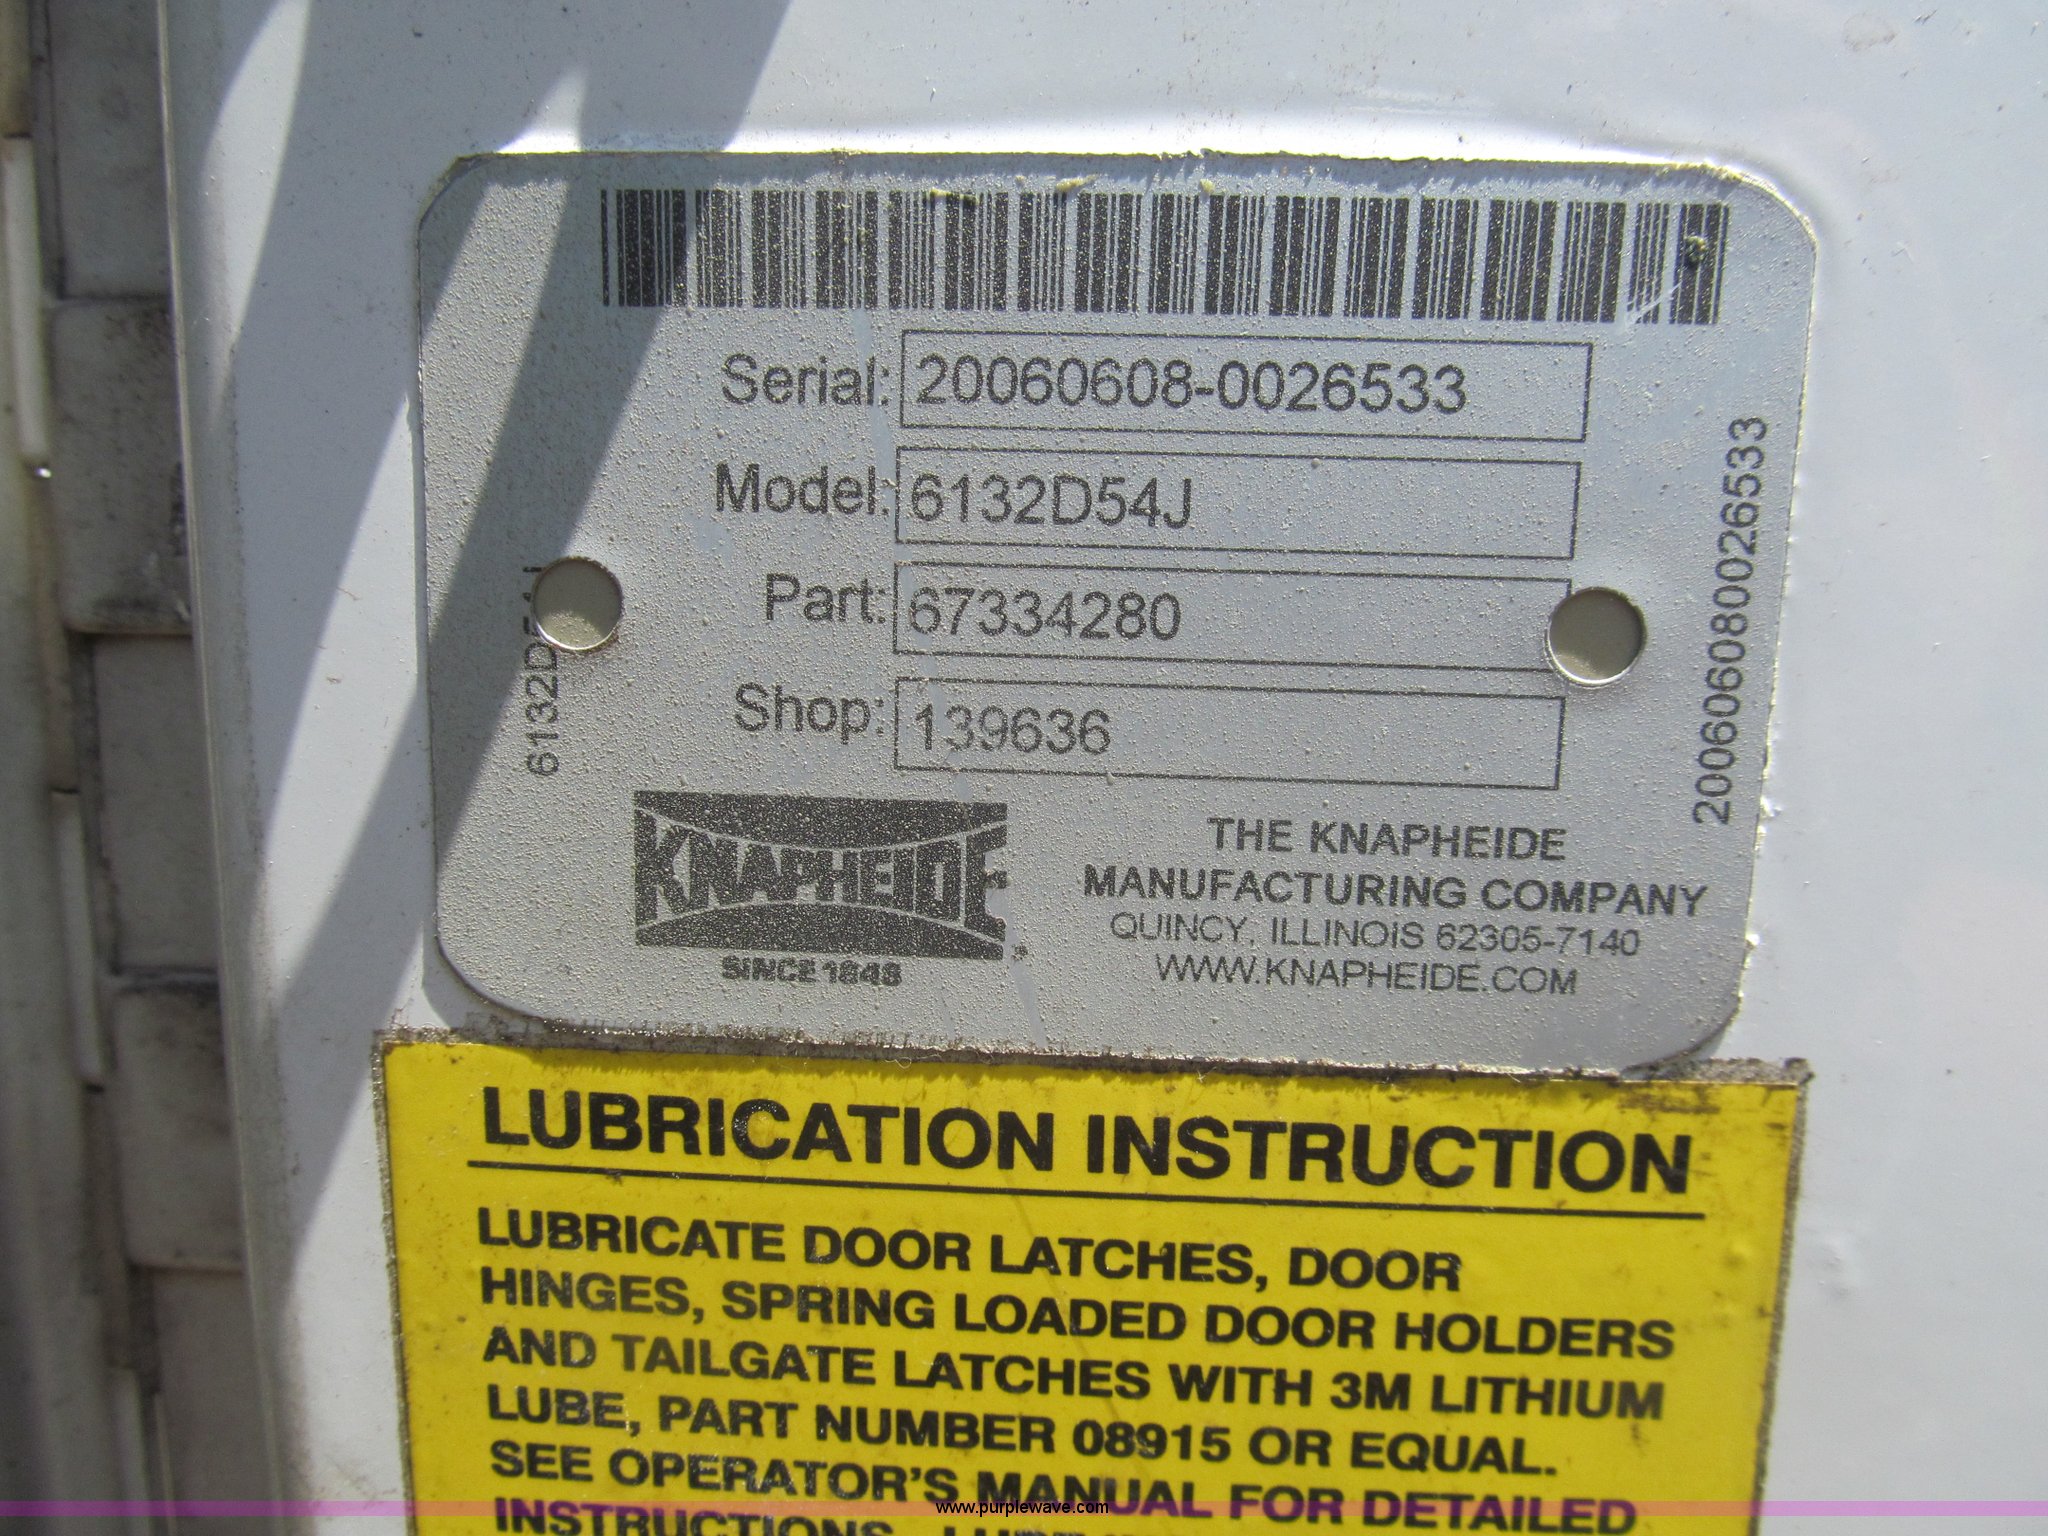 Serial: 20060608-0026533
Model: 6132D54J
Part: 67334280
Shop: 139636
6132D54J
200606080026533
KNAPHEIDE
SINCE 1848
THE KNAPHEIDE
MANUFACTURING COMPANY
QUINCY, ILLINOIS 62305-7140
WWW.KNAPHEIDE.COM
LUBRICATION INSTRUCTION
LUBRICATE DOOR LATCHES, DOOR
HINGES, SPRING LOADED DOOR HOLDERS
AND TAILGATE LATCHES WITH 3M LITHIUM
LUBE, PART NUMBER 08915 OR EQUAL.
SEE OPERATOR'S MANUAL FOR DETAILED
INSTRUCTIONS.
www.purplewave.com